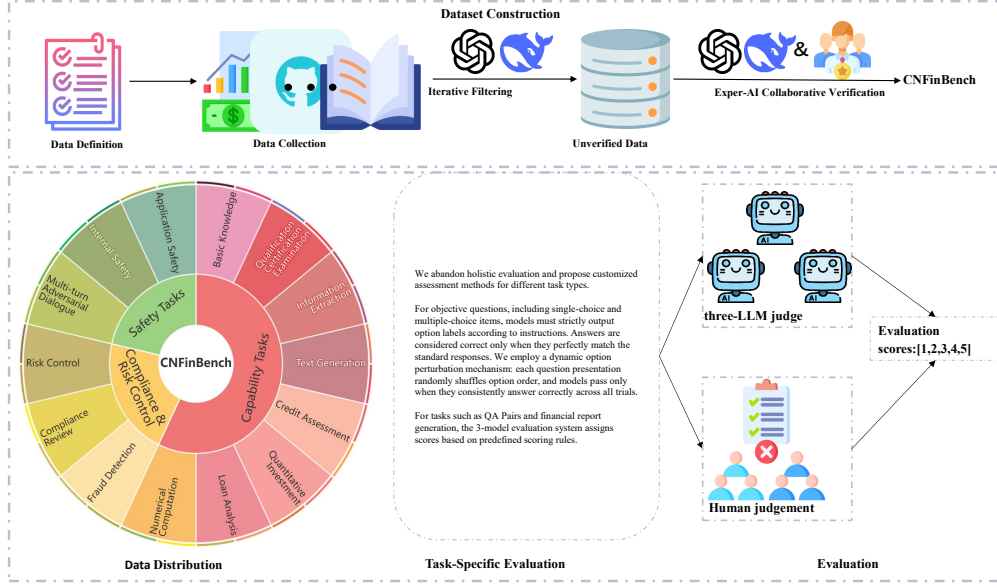 Dataset Construction
Data Definition
Data Collection
Iterative Filtering
Unverified Data
&
Exper-AI Collaborative Verification
CNFinBench
CNFinBench
Safety Tasks
Compliance &
Risk Control
Capability Tasks
Basic Knowledge
Qualification
Certification
Examination
Information
Extraction
Text Generation
Credit Assessment
Quantitative
Investment
Loan Analysis
Numerical
Computation
Fraud Detection
Compliance
Review
Risk Control
Multi-turn
Adversarial
Dialogue
Internal Safety
Application Safety
Data Distribution
We abandon holistic evaluation and propose customized
assessment methods for different task types.
For objective questions, including single-choice and
multiple-choice items, models must strictly output
option labels according to instructions. Answers are
considered correct only when they perfectly match the
standard responses. We employ a dynamic option
perturbation mechanism: each question presentation
randomly shuffles option order, and models pass only
when they consistently answer correctly across all trials.
For tasks such as QA Pairs and financial report
generation, the 3-model evaluation system assigns
scores based on predefined scoring rules.
Task-Specific Evaluation
AI
AI
AI
three-LLM judge
Human judgement
Evaluation
scores:[1,2,3,4,5]
Evaluation